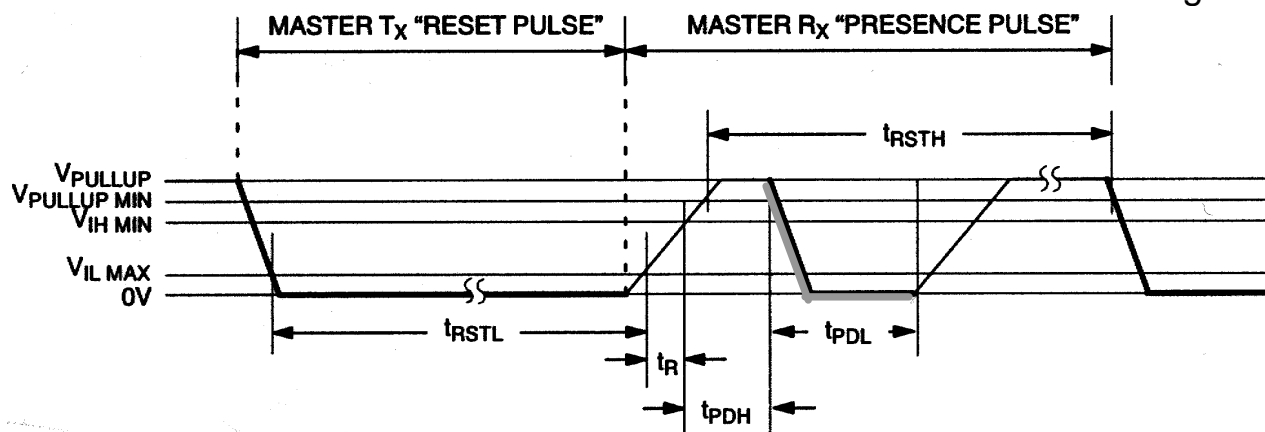 MASTER TX "RESET PULSE" MASTER RX "PRESENCE PULSE"
tRSTH
VPULLUP
VPULLUP MIN
VIH MIN
VIL MAX
0V
tRSTL
tPDL
tR
tPDH